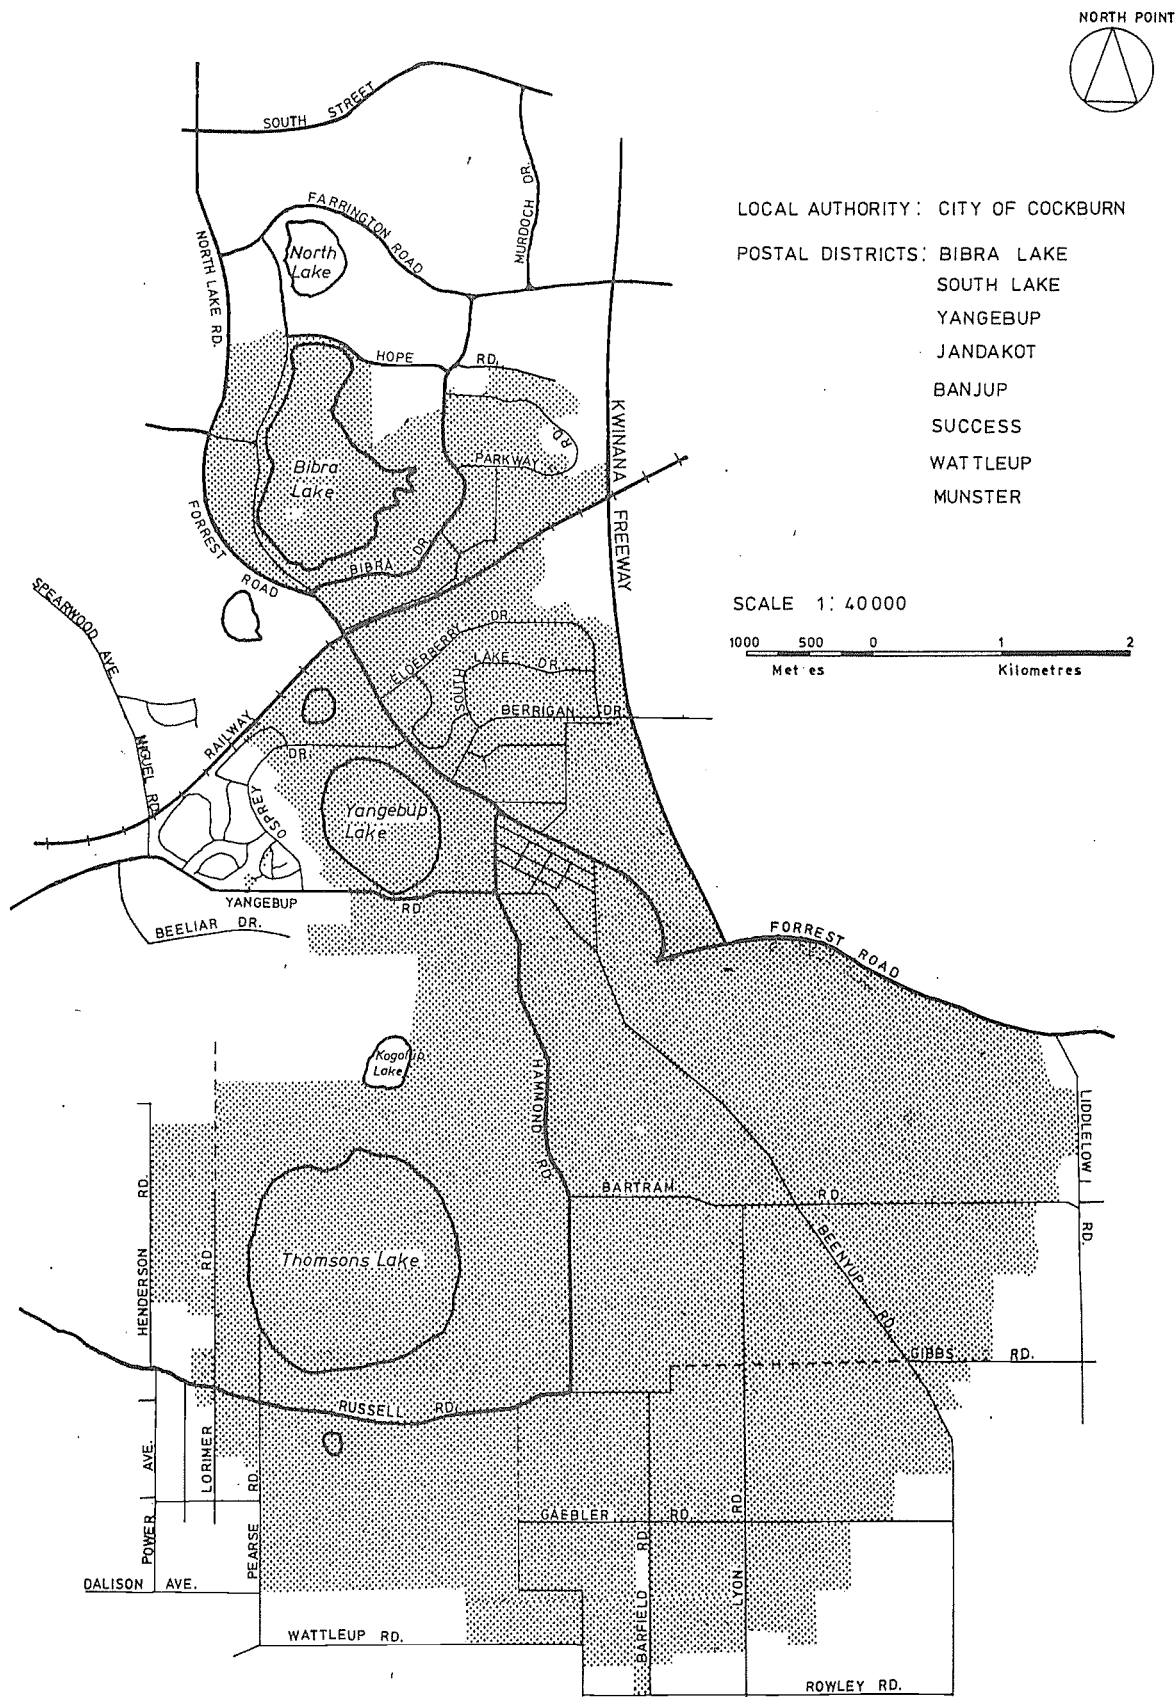 NORTH POINT
SOUTH STREET
MURDOCH DR.
FARRINGTON ROAD
North
Lake
NORTH LAKE RD.
LOCAL AUTHORITY: CITY OF COCKBURN
POSTAL DISTRICTS: BIBRA LAKE
SOUTH LAKE
YANGEBUP
JANDAKOT
BANJUP
SUCCESS
WATTLEUP
MUNSTER
HOPE RD.
KWINANA FREEWAY
RD.
PARKWAY
Bibra
Lake
FORREST ROAD
BIBRA DR.
SPEARWOOD AVE
SCALE 1:40000
1000 500 0 1 2
Met es Kilometres
ELDERBERRY DR.
SOUTH LAKE DR.
BERRIGAN DR.
RAILWAY
MIGUEL RD.
OSPREY DR.
Yangebup
Lake
YANGEBUP RD.
BEELIAR DR.
FORREST ROAD
Kogolup
Lake
HAMMOND RD.
LIDDLELOW RD.
BARTRAM RD.
BEENYUP RD.
HENDERSON RD.
RD.
Thomsons Lake
GIBBS RD.
RUSSELL RD.
LORIMER
POWER AVE.
PEARSE RD.
GAEBLER RD.
BARFIELD RD.
LYON RD.
DALISON AVE.
WATTLEUP RD.
ROWLEY RD.